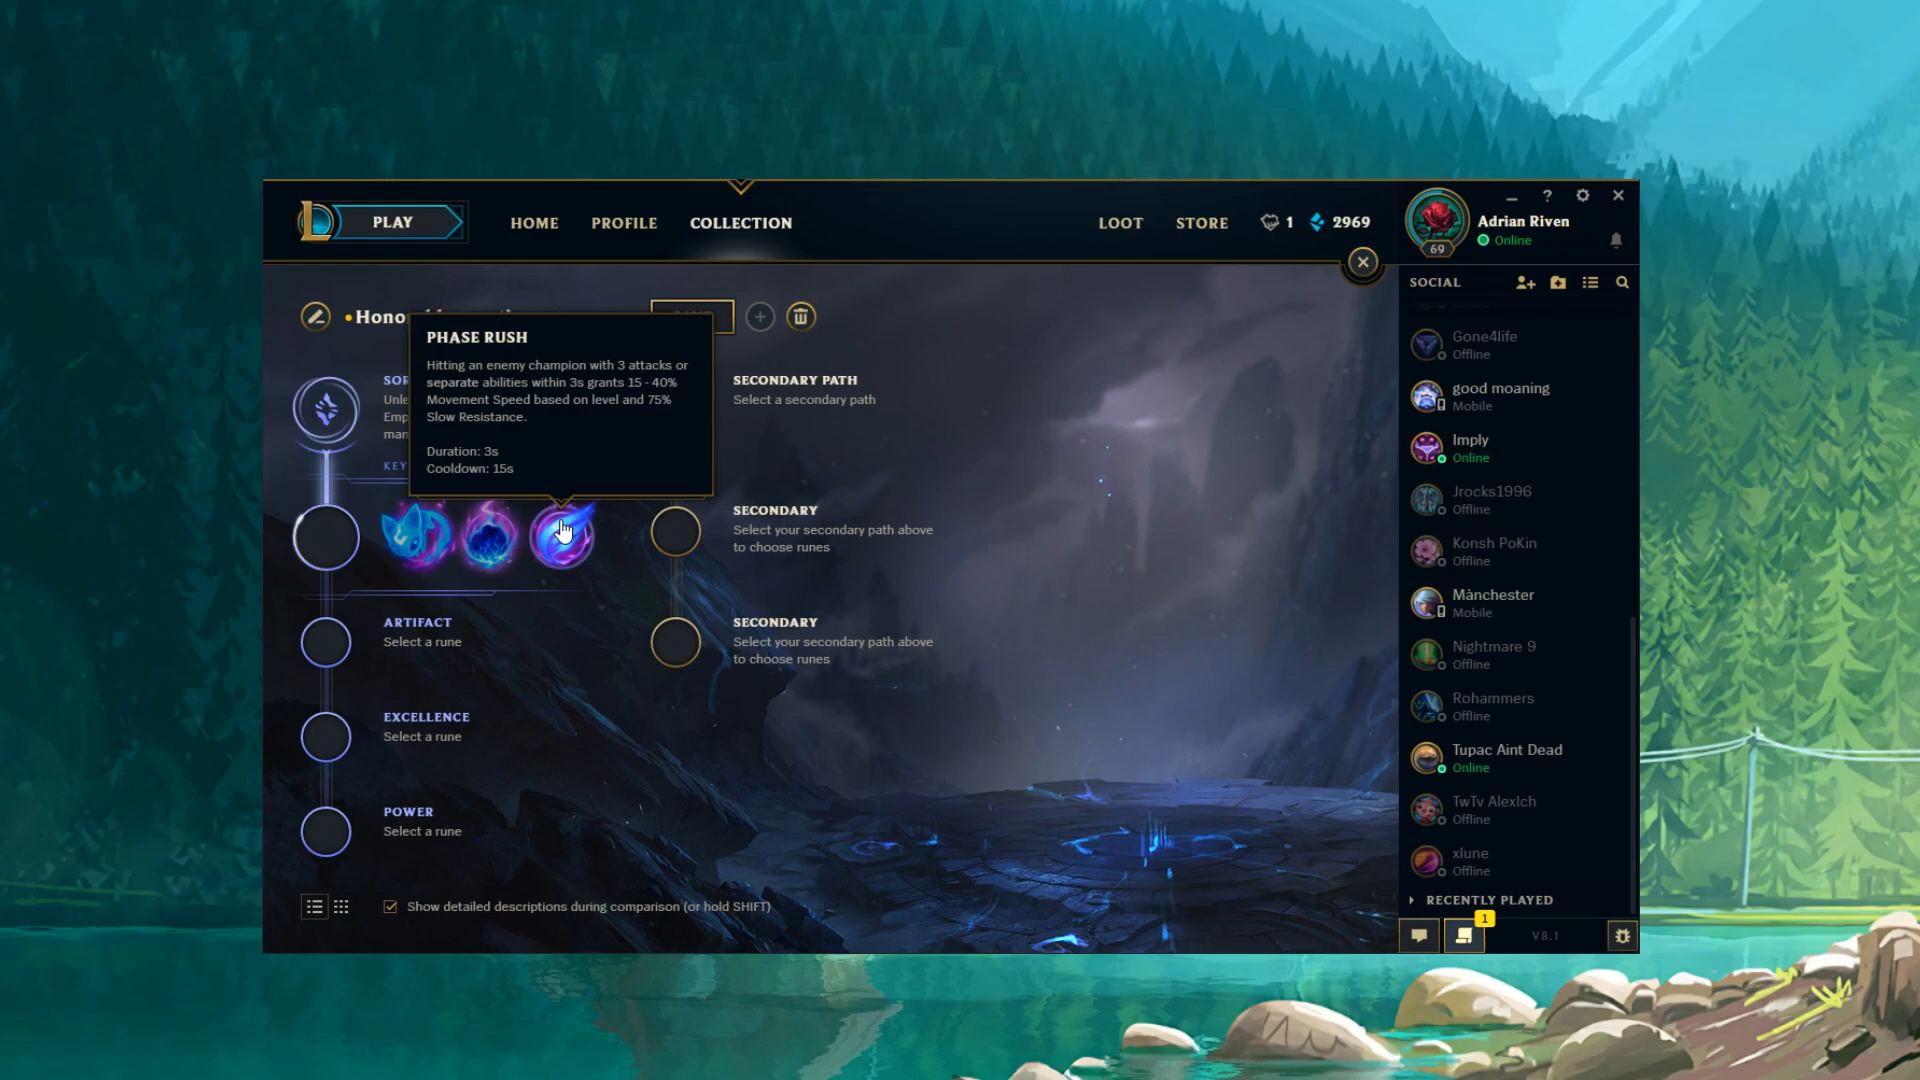 PLAY
HOME
PROFILE
COLLECTION
LOOT
STORE
1
2969
?
69
Adrian Riven
Online
SOCIAL
PHASE RUSH
Hitting an enemy champion with 3 attacks or
separate abilities within 3s grants 15 - 40%
Movement Speed based on level and 75%
Slow Resistance.
Duration: 3s
Cooldown: 15s
SECONDARY PATH
Select a secondary path
SECONDARY
Select your secondary path above
to choose runes
SECONDARY
Select your secondary path above
to choose runes
KEY
ARTIFACT
Select a rune
EXCELLENCE
Select a rune
POWER
Select a rune
Show detailed descriptions during comparison (or hold SHIFT)
Gone4life
Offline
good moaning
Mobile
Imply
Online
Jrocks1996
Offline
Konsh PoKin
Offline
Mànchester
Mobile
Nightmare 9
Offline
Rohammers
Offline
Tupac Aint Dead
Online
Offline
xlune
Offline
RECENTLY PLAYED
1
V8.1